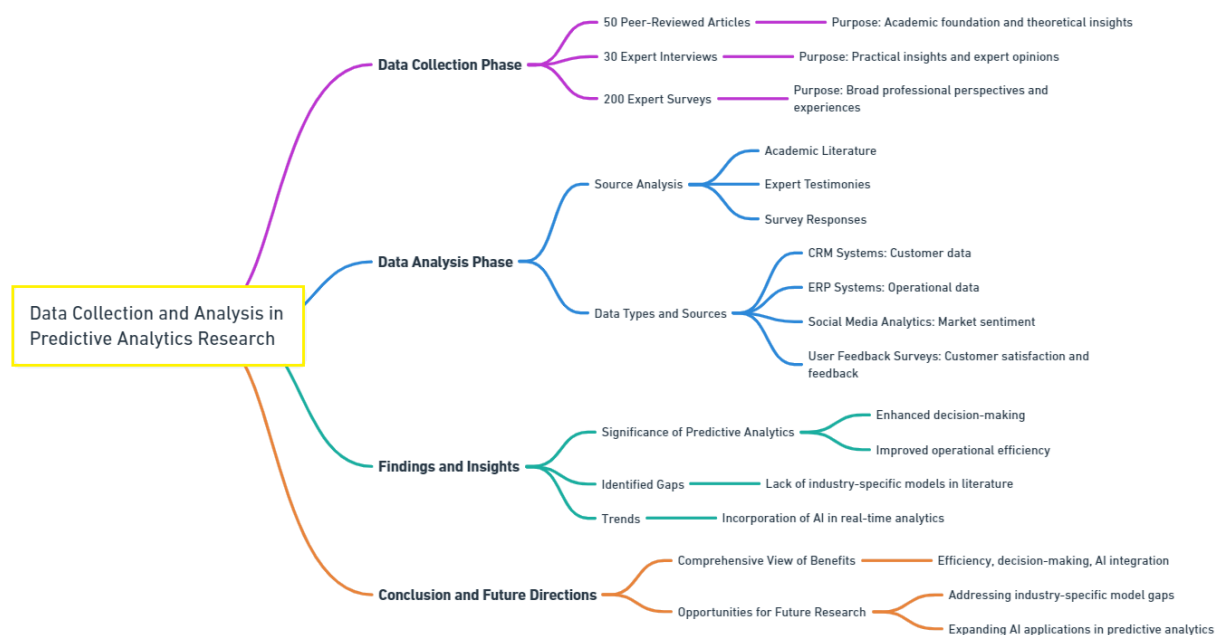 Data Collection and Analysis in
Predictive Analytics Research
Data Collection Phase
50 Peer-Reviewed Articles
Purpose: Academic foundation and theoretical insights
30 Expert Interviews
Purpose: Practical insights and expert opinions
200 Expert Surveys
Purpose: Broad professional perspectives and
experiences
Data Analysis Phase
Source Analysis
Academic Literature
Expert Testimonies
Survey Responses
Data Types and Sources
CRM Systems: Customer data
ERP Systems: Operational data
Social Media Analytics: Market sentiment
User Feedback Surveys: Customer satisfaction and
feedback
Findings and Insights
Significance of Predictive Analytics
Enhanced decision-making
Improved operational efficiency
Identified Gaps
Lack of industry-specific models in literature
Trends
Incorporation of AI in real-time analytics
Conclusion and Future Directions
Comprehensive View of Benefits
Efficiency, decision-making, AI integration
Opportunities for Future Research
Addressing industry-specific model gaps
Expanding AI applications in predictive analytics